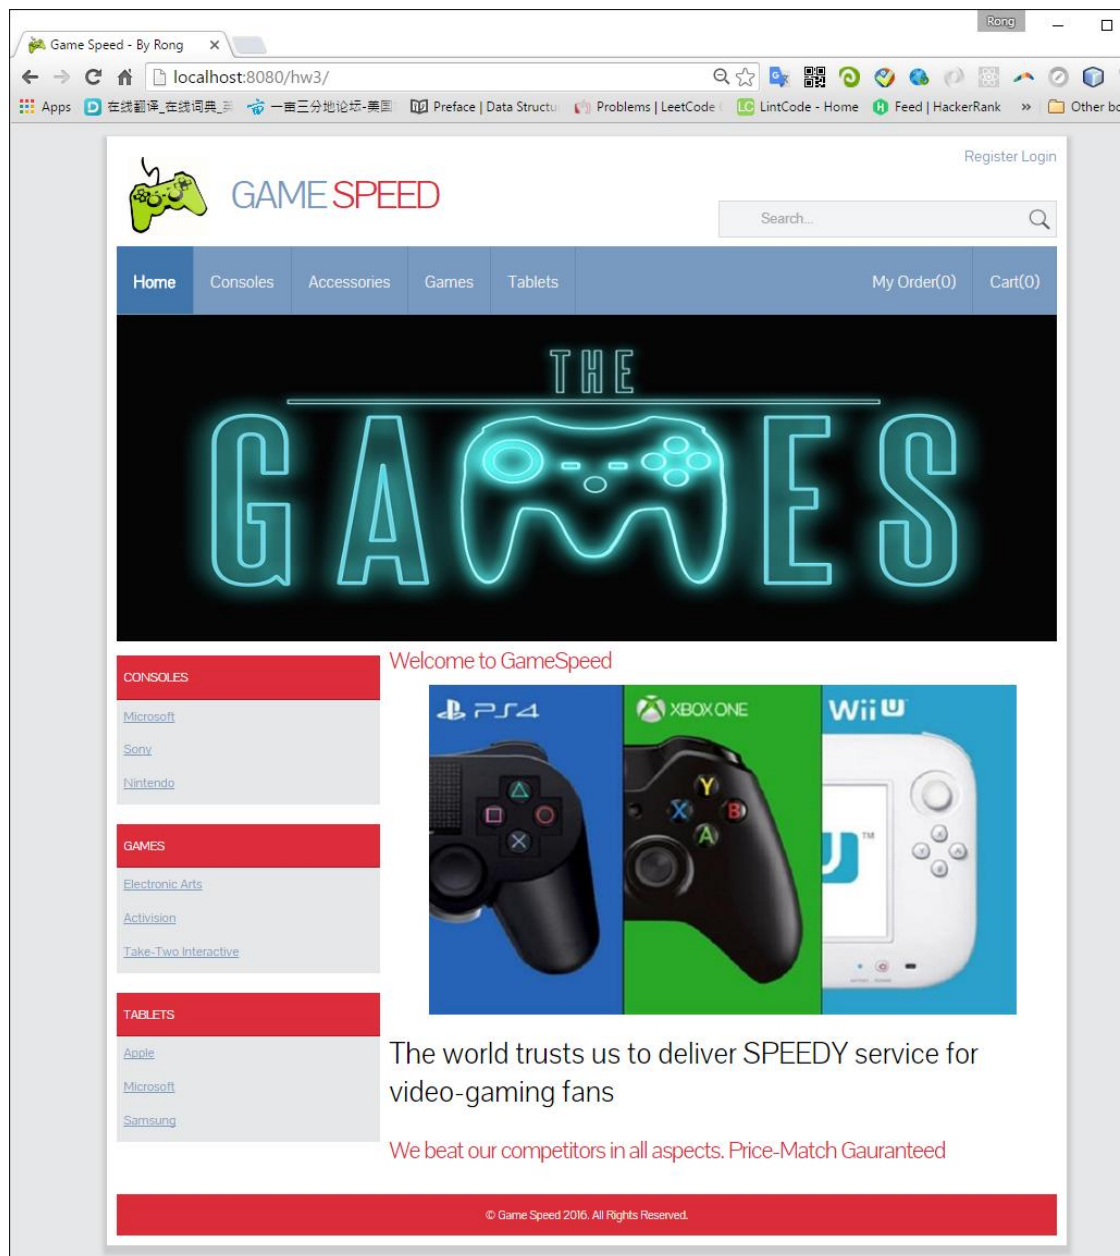 Rong
Game Speed - By Rong
localhost:8080/hw3/
Apps
在线翻译_在线词典_
一亩三分地论坛-美国
Preface | Data Structu
Problems | LeetCode
LC LintCode - Home
Feed | HackerRank
»
Other bo
Register Login
GAME SPEED
Search...
Home Consoles Accessories Games Tablets My Order(0) Cart(0)
THE
GAMES
CONSOLES
Microsoft
Sony
Nintendo
GAMES
Electronic Arts
Activision
Take-Two Interactive
TABLETS
Apple
Microsoft
Samsung
Welcome to GameSpeed
PS4 XBOX ONE Wii U
Y
X B
A
U™
The world trusts us to deliver SPEEDY service for
video-gaming fans
We beat our competitors in all aspects. Price-Match Gauranteed
© Game Speed 2016. All Rights Reserved.